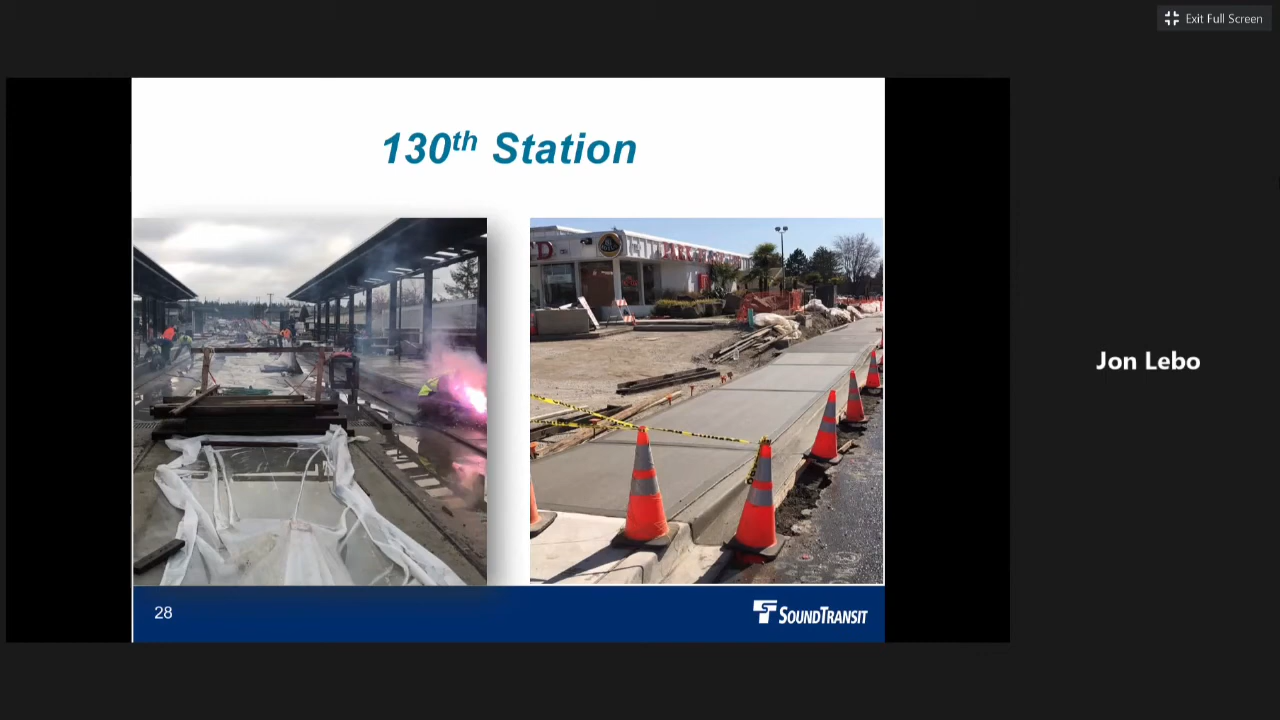 Exit Full Screen
130th Station
Jon Lebo
28
SOUNDTRANSIT